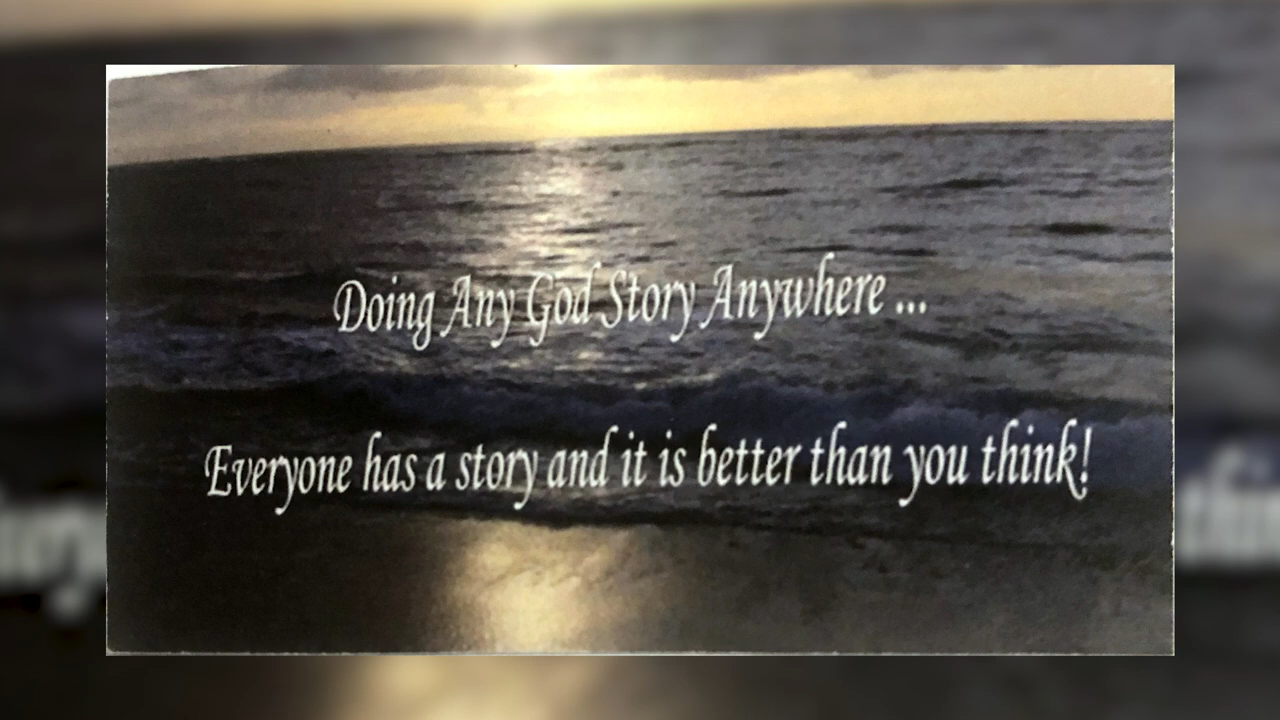 Doing Any God Story Anywhere ...
Everyone has a story and it is better than you think!